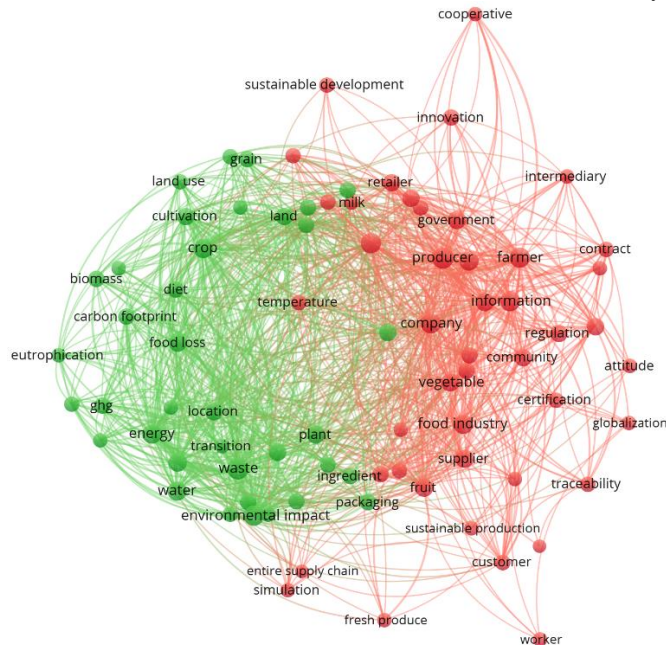 cooperative
sustainable development
innovation
grain
intermediary
land use
retailer
milk
cultivation
land
government
crop
producer
farmer
contract
biomass
diet
temperature
information
carbon footprint
company
regulation
food loss
eutrophication
community
attitude
vegetable
ghg
location
certification
energy
plant
food industry
globalization
transition
waste
supplier
water
ingredient
fruit
traceability
packaging
environmental impact
sustainable production
entire supply chain
customer
simulation
fresh produce
worker